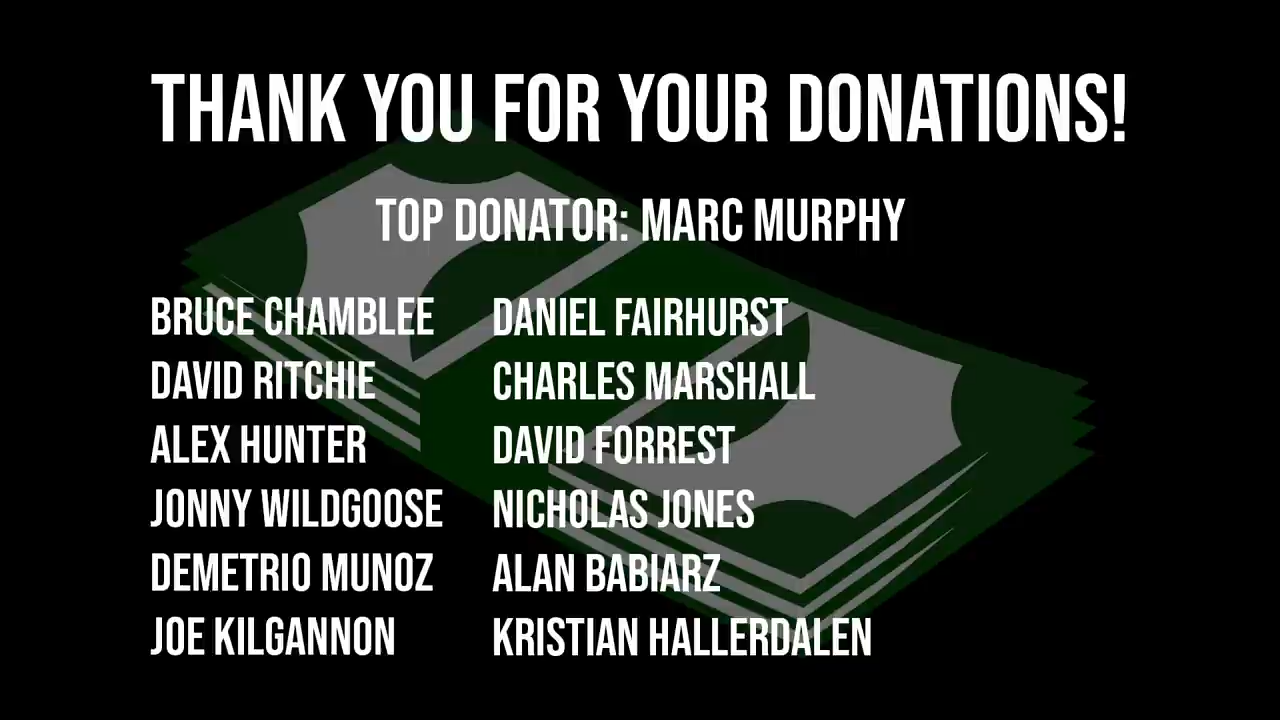 THANK YOU FOR YOUR DONATIONS!
TOP DONATOR: MARC MURPHY
BRUCE CHAMBLEE
DAVID RITCHIE
ALEX HUNTER
JONNY WILDGOOSE
DEMETRIO MUNOZ
JOE KILGANNON
DANIEL FAIRHURST
CHARLES MARSHALL
DAVID FORREST
NICHOLAS JONES
ALAN BABIARZ
KRISTIAN HALLERDALEN